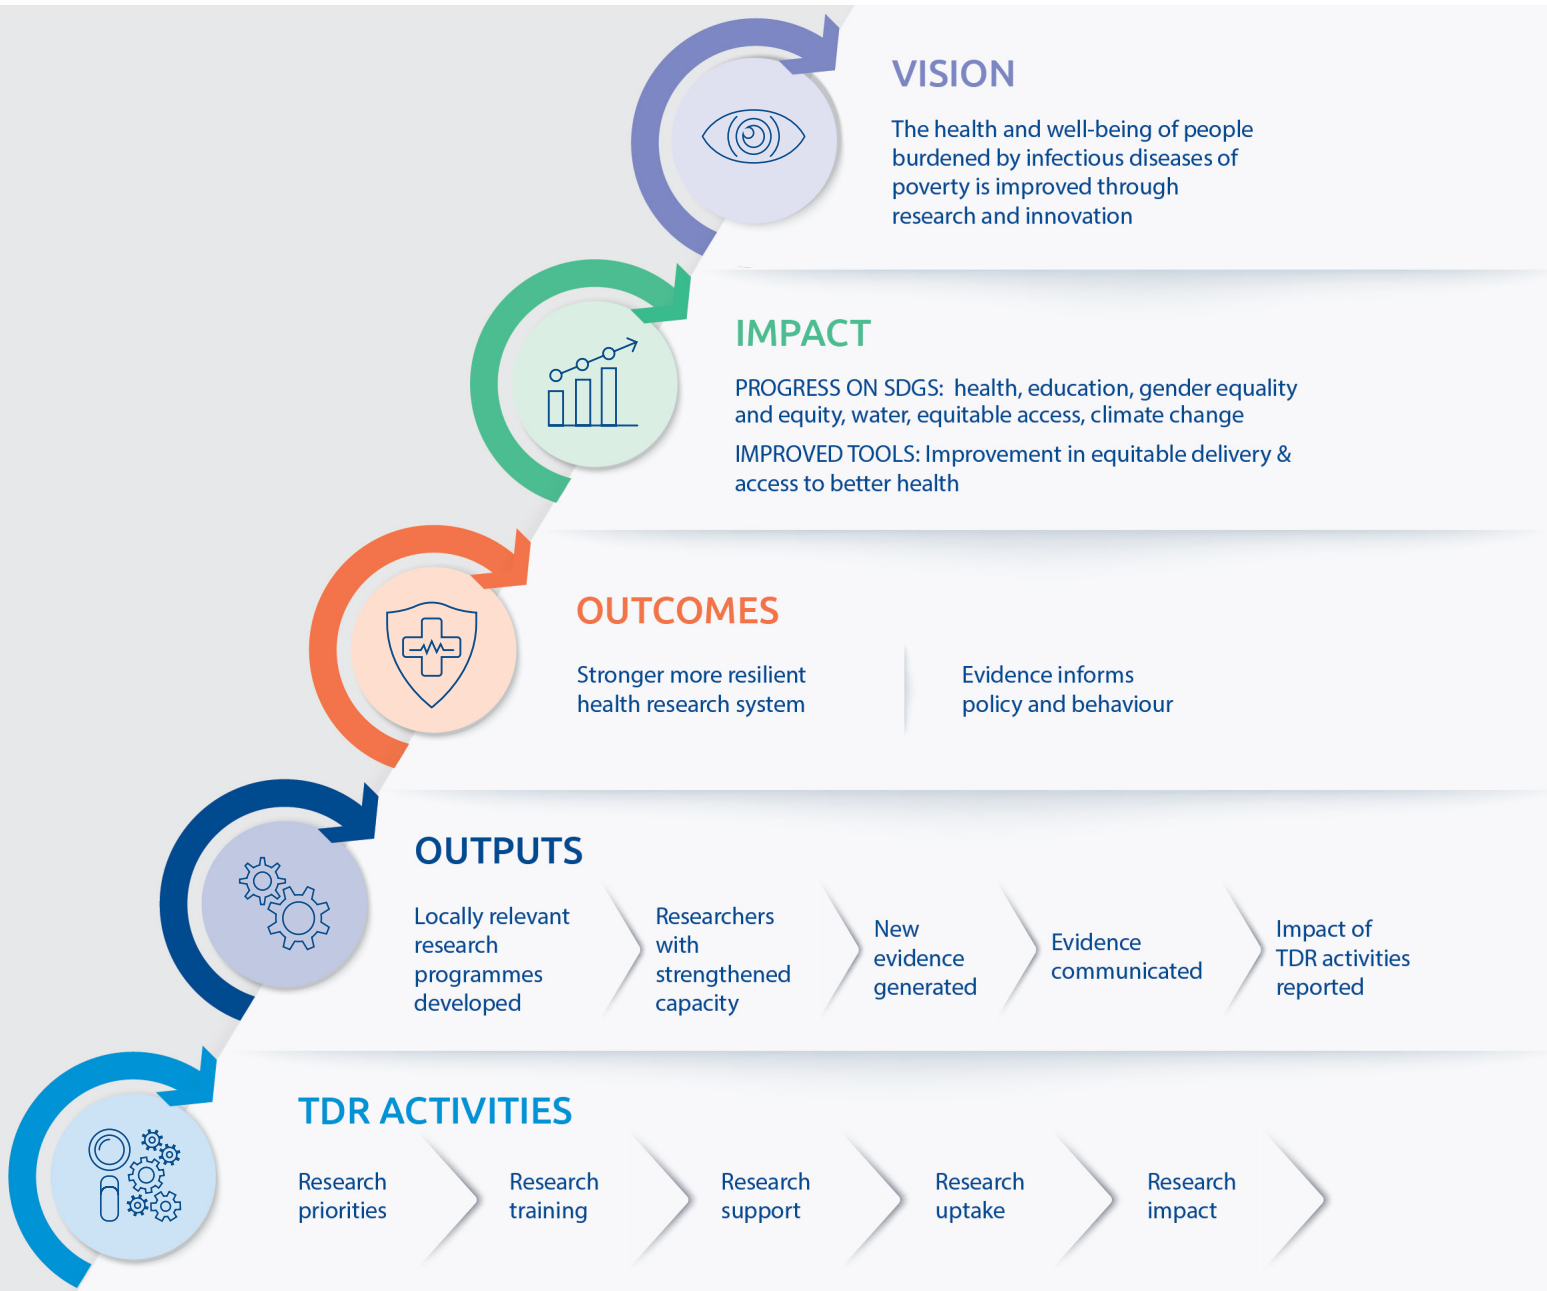 VISION
The health and well-being of people
burdened by infectious diseases of
poverty is improved through
research and innovation
IMPACT
PROGRESS ON SDGS: health, education, gender equality
and equity, water, equitable access, climate change
IMPROVED TOOLS: Improvement in equitable delivery &
access to better health
OUTCOMES
Stronger more resilient
health research system
Evidence informs
policy and behaviour
OUTPUTS
Locally relevant
research
programmes
developed
Researchers
with
strengthened
capacity
New
evidence
generated
Evidence
communicated
Impact of
TDR activities
reported
TDR ACTIVITIES
Research
priorities
Research
training
Research
support
Research
uptake
Research
impact